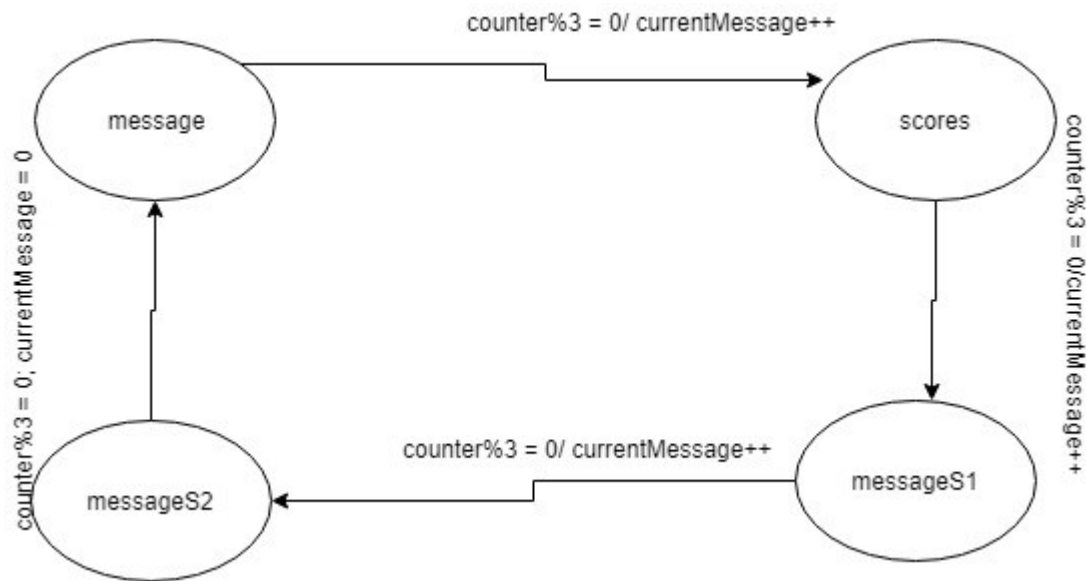 counter%3 = 0/ currentMessage++
message
scores
counter%3 = 0/currentMessage++
counter%3 = 0; currentMessage = 0
counter%3 = 0/ currentMessage++
messageS1
messageS2